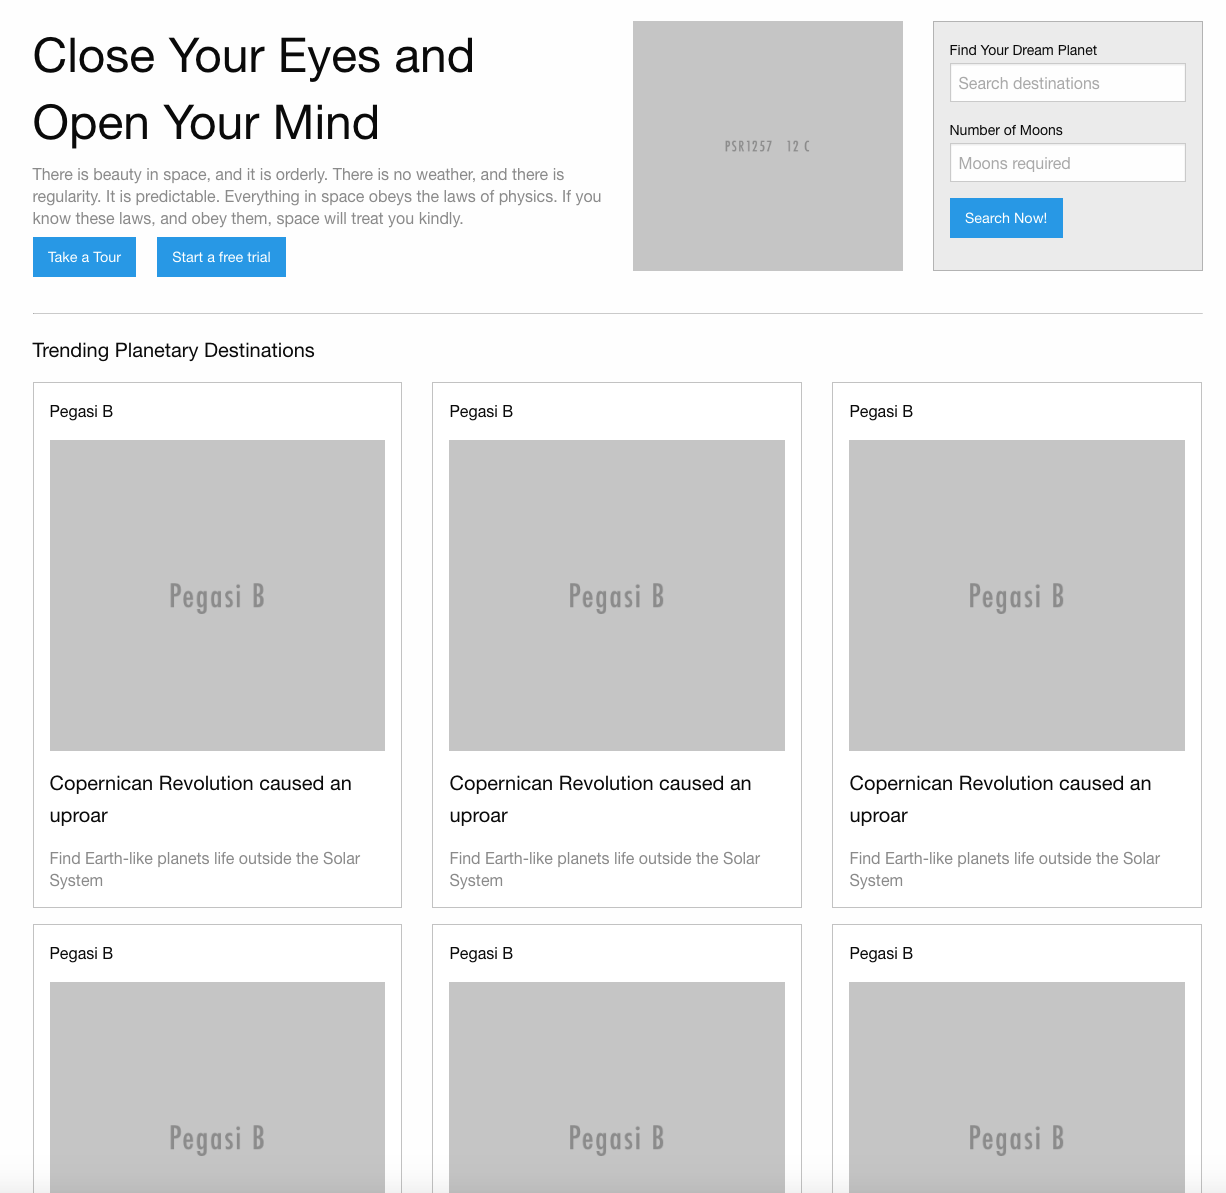 Close Your Eyes and
Open Your Mind
There is beauty in space, and it is orderly. There is no weather, and there is
regularity. It is predictable. Everything in space obeys the laws of physics. If you
know these laws, and obey them, space will treat you kindly.
Take a Tour
Start a free trial
PSR1257 12 C
Find Your Dream Planet
Search destinations
Number of Moons
Moons required
Search Now!
Trending Planetary Destinations
Pegasi B
Pegasi B
Copernican Revolution caused an
uproar
Find Earth-like planets life outside the Solar
System
Pegasi B
Pegasi B
Copernican Revolution caused an
uproar
Find Earth-like planets life outside the Solar
System
Pegasi B
Pegasi B
Copernican Revolution caused an
uproar
Find Earth-like planets life outside the Solar
System
Pegasi B
Pegasi B
Pegasi B
Pegasi B
Pegasi B
Pegasi B